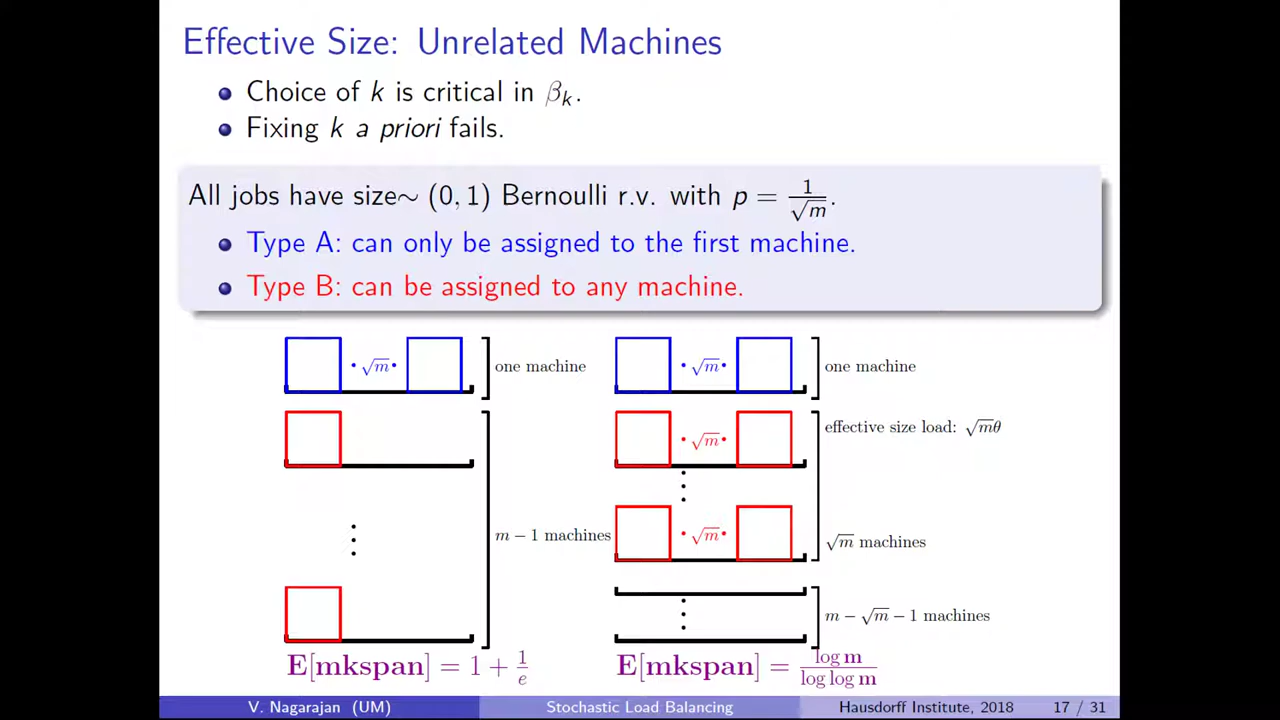 Effective Size: Unrelated Machines
Choice of k is critical in βₖ.
Fixing k a priori fails.
All jobs have size∼ (0, 1) Bernoulli r.v. with p = 1/√m.
Type A: can only be assigned to the first machine.
Type B: can be assigned to any machine.
·√m·
one machine
m − 1 machines
E[mkspan] = 1 + 1/e
·√m·
one machine
·√m·
effective size load: √mθ
·√m·
√m machines
m − √m − 1 machines
E[mkspan] = log m / log log m
V. Nagarajan (UM)
Stochastic Load Balancing
Hausdorff Institute, 2018
17 / 31